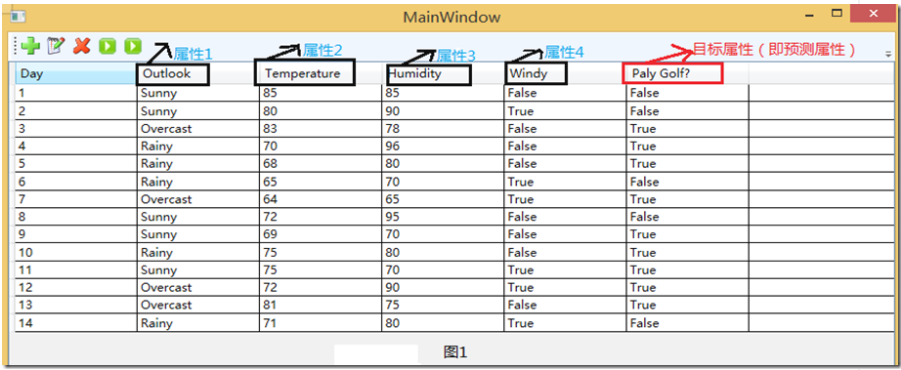 MainWindow
属性1 属性2 属性3 属性4 目标属性（即预测属性）
Day Outlook Temperature Humidity Windy Paly Golf?
1 Sunny 85 85 False False
2 Sunny 80 90 True False
3 Overcast 83 78 False True
4 Rainy 70 96 False True
5 Rainy 68 80 False True
6 Rainy 65 70 True False
7 Overcast 64 65 True True
8 Sunny 72 95 False False
9 Sunny 69 70 False True
10 Rainy 75 80 False True
11 Sunny 75 70 True True
12 Overcast 72 90 True True
13 Overcast 81 75 False True
14 Rainy 71 80 True False
图1